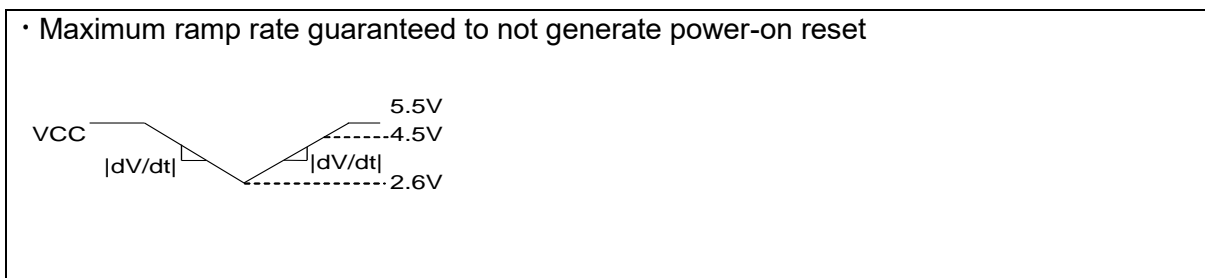 ・Maximum ramp rate guaranteed to not generate power-on reset
5.5V
VCC
4.5V
|dV/dt|
|dV/dt|
2.6V